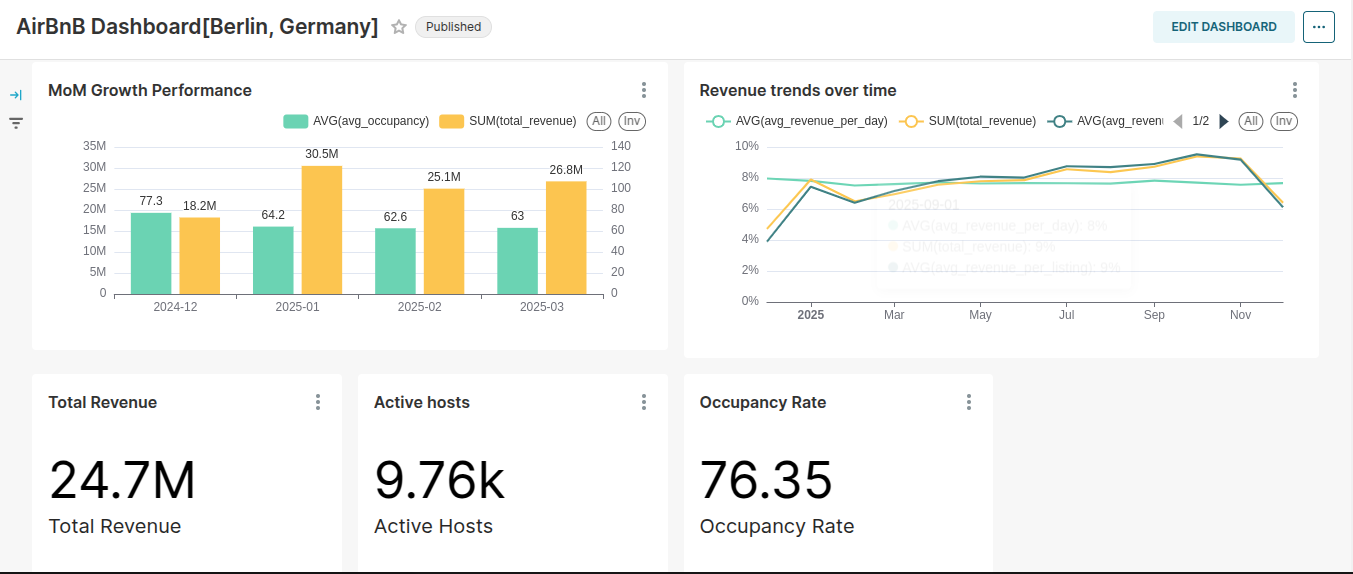 AirBnB Dashboard[Berlin, Germany]
Published
EDIT DASHBOARD
...
MoM Growth Performance
AVG(avg_occupancy) SUM(total_revenue) All Inv
35M 140
30M 120
25M 100
20M 80
15M 60
10M 40
5M 20
0 0
77.3 18.2M 64.2 30.5M 62.6 25.1M 63 26.8M
2024-12 2025-01 2025-02 2025-03
Revenue trends over time
AVG(avg_revenue_per_day) SUM(total_revenue) AVG(avg_reven 1/2 All Inv
10%
8%
6%
4%
2%
0%
2025-09-01
AVG(avg_revenue_per_day): 8%
SUM(total_revenue): 9%
AVG(avg_revenue_per_listing): 9%
2025 Mar May Jul Sep Nov
Total Revenue
24.7M
Total Revenue
Active hosts
9.76k
Active Hosts
Occupancy Rate
76.35
Occupancy Rate